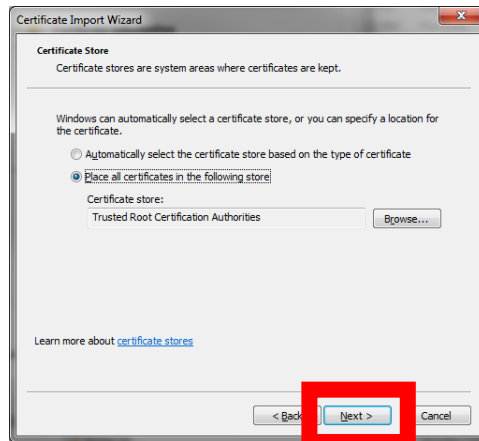 Certificate Import Wizard
Certificate Store
Certificate stores are system areas where certificates are kept.
Windows can automatically select a certificate store, or you can specify a location for
the certificate.
Automatically select the certificate store based on the type of certificate
Place all certificates in the following store
Certificate store:
Trusted Root Certification Authorities
Browse...
Learn more about certificate stores
< Back
Next >
Cancel